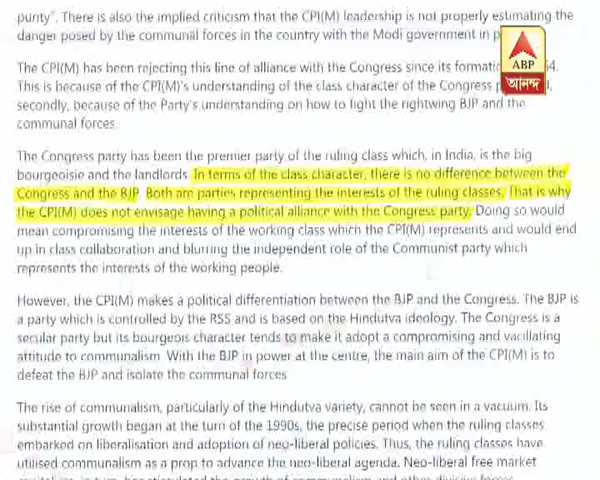 purity". There is also the implied criticism that the CPI(M) leadership is not properly estimating the
danger posed by the communal forces in the country with the Modi government in p
The CPI(M) has been rejecting this line of alliance with the Congress since its formatio 64.
This is because of the CPI(M)'s understanding of the class character of the Congress p
secondly, because of the Party's understanding on how to fight the rightwing BJP and the
communal forces.
ABP
আনন্দ
The Congress party has been the premier party of the ruling class which, in India, is the big
bourgeoisie and the landlords. In terms of the class character, there is no difference between the
Congress and the BJP. Both are parties representing the interests of the ruling classes. That is why
the CPI(M) does not envisage having a political alliance with the Congress party. Doing so would
mean compromising the interests of the working class which the CPI(M) represents and would end
up in class collaboration and blurring the independent role of the Communist party which
represents the interests of the working people.
However, the CPI(M) makes a political differentiation between the BJP and the Congress. The BJP is
a party which is controlled by the RSS and is based on the Hindutva ideology. The Congress is a
secular party but its bourgeois character tends to make it adopt a compromising and vacillating
attitude to communalism. With the BJP in power at the centre, the main aim of the CPI(M) is to
defeat the BJP and isolate the communal forces
The rise of communalism, particularly of the Hindutva variety, cannot be seen in a vacuum. Its
substantial growth began at the turn of the 1990s, the precise period when the ruling classes
embarked on liberalisation and adoption of neo-liberal policies. Thus, the ruling classes have
utilised communalism as a prop to advance the neo-liberal agenda. Neo-liberal free market